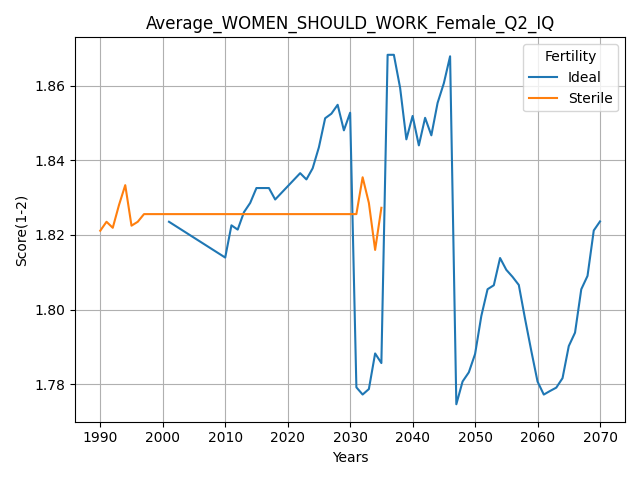 Average_WOMEN_SHOULD_WORK_Female_Q2_IQ
Fertility
Ideal
Sterile
Score(1-2)
1.86
1.84
1.82
1.80
1.78
1990 2000 2010 2020 2030 2040 2050 2060 2070
Years